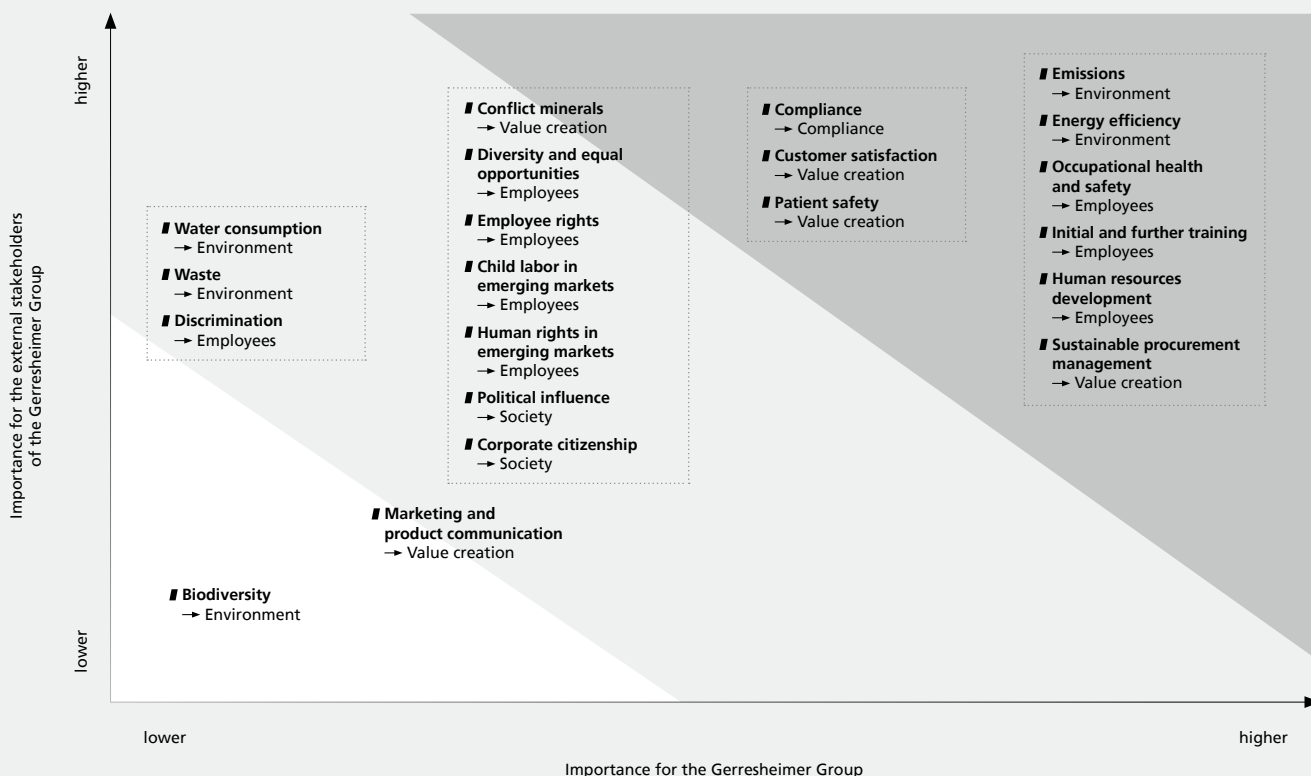 higher
Importance for the external stakeholders
of the Gerresheimer Group
lower
Water consumption
→ Environment
Waste
→ Environment
Discrimination
→ Employees
Conflict minerals
→ Value creation
Diversity and equal
opportunities
→ Employees
Employee rights
→ Employees
Child labor in
emerging markets
→ Employees
Human rights in
emerging markets
→ Employees
Political influence
→ Society
Corporate citizenship
→ Society
Compliance
→ Compliance
Customer satisfaction
→ Value creation
Patient safety
→ Value creation
Emissions
→ Environment
Energy efficiency
→ Environment
Occupational health
and safety
→ Employees
Initial and further training
→ Employees
Human resources
development
→ Employees
Sustainable procurement
management
→ Value creation
Marketing and
product communication
→ Value creation
Biodiversity
→ Environment
lower
higher
Importance for the Gerresheimer Group